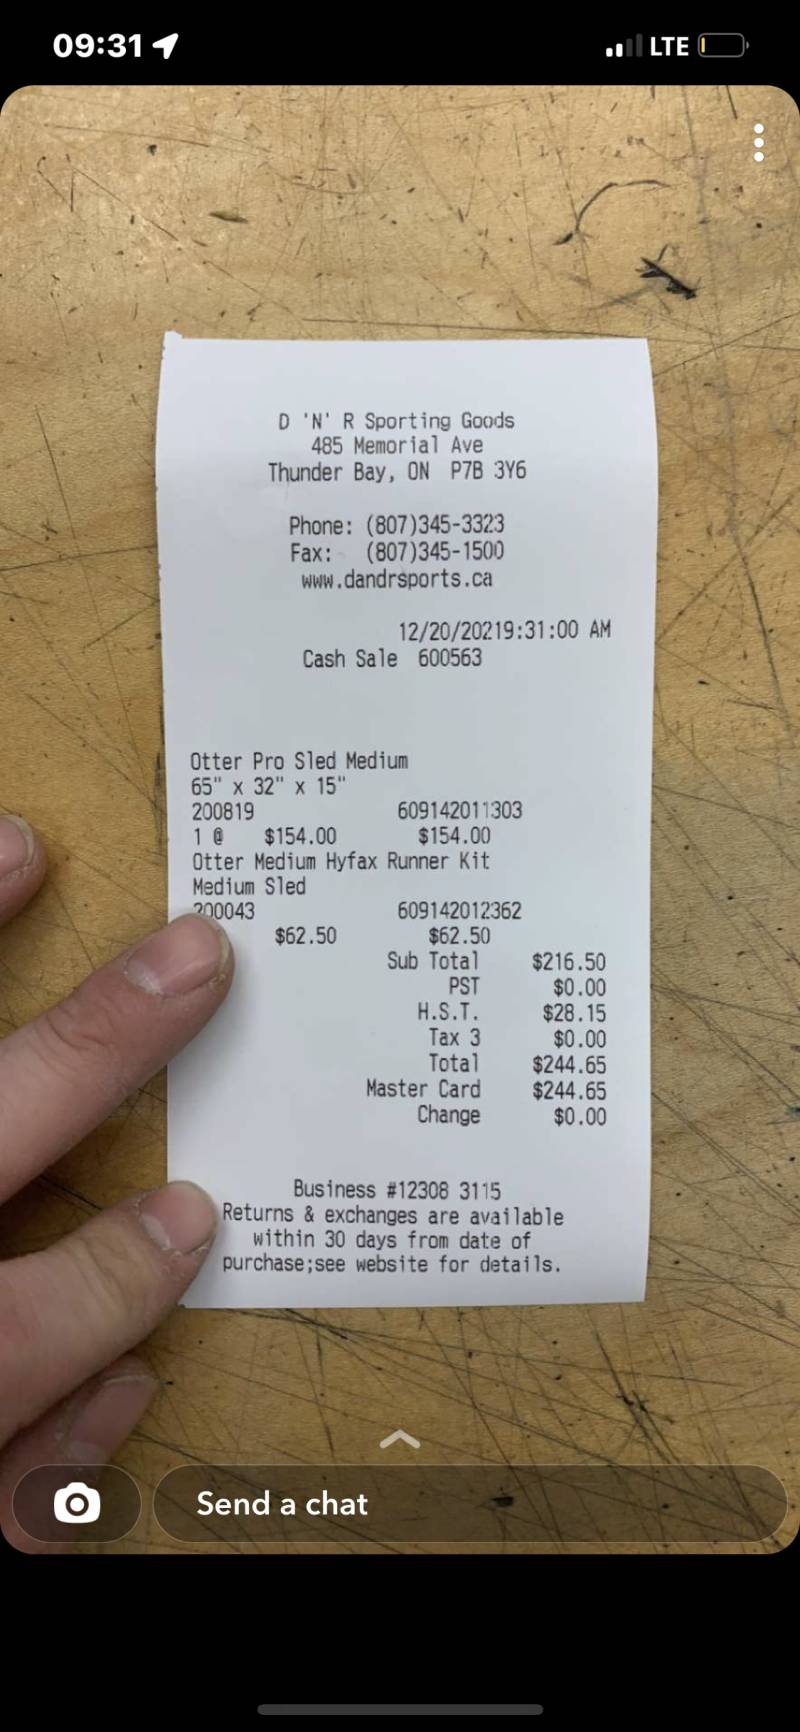 09:31
LTE
D 'N' R Sporting Goods
485 Memorial Ave
Thunder Bay, ON P7B 3Y6
Phone: (807)345-3323
Fax: (807)345-1500
www.dandrsports.ca
12/20/20219:31:00 AM
Cash Sale 600563
Otter Pro Sled Medium
65" x 32" x 15"
200819 609142011303
1 @ $154.00 $154.00
Otter Medium Hyfax Runner Kit
Medium Sled
200043 609142012362
$62.50 $62.50
Sub Total $216.50
PST $0.00
H.S.T. $28.15
Tax 3 $0.00
Total $244.65
Master Card $244.65
Change $0.00
Business #12308 3115
Returns & exchanges are available
within 30 days from date of
purchase;see website for details.
Send a chat